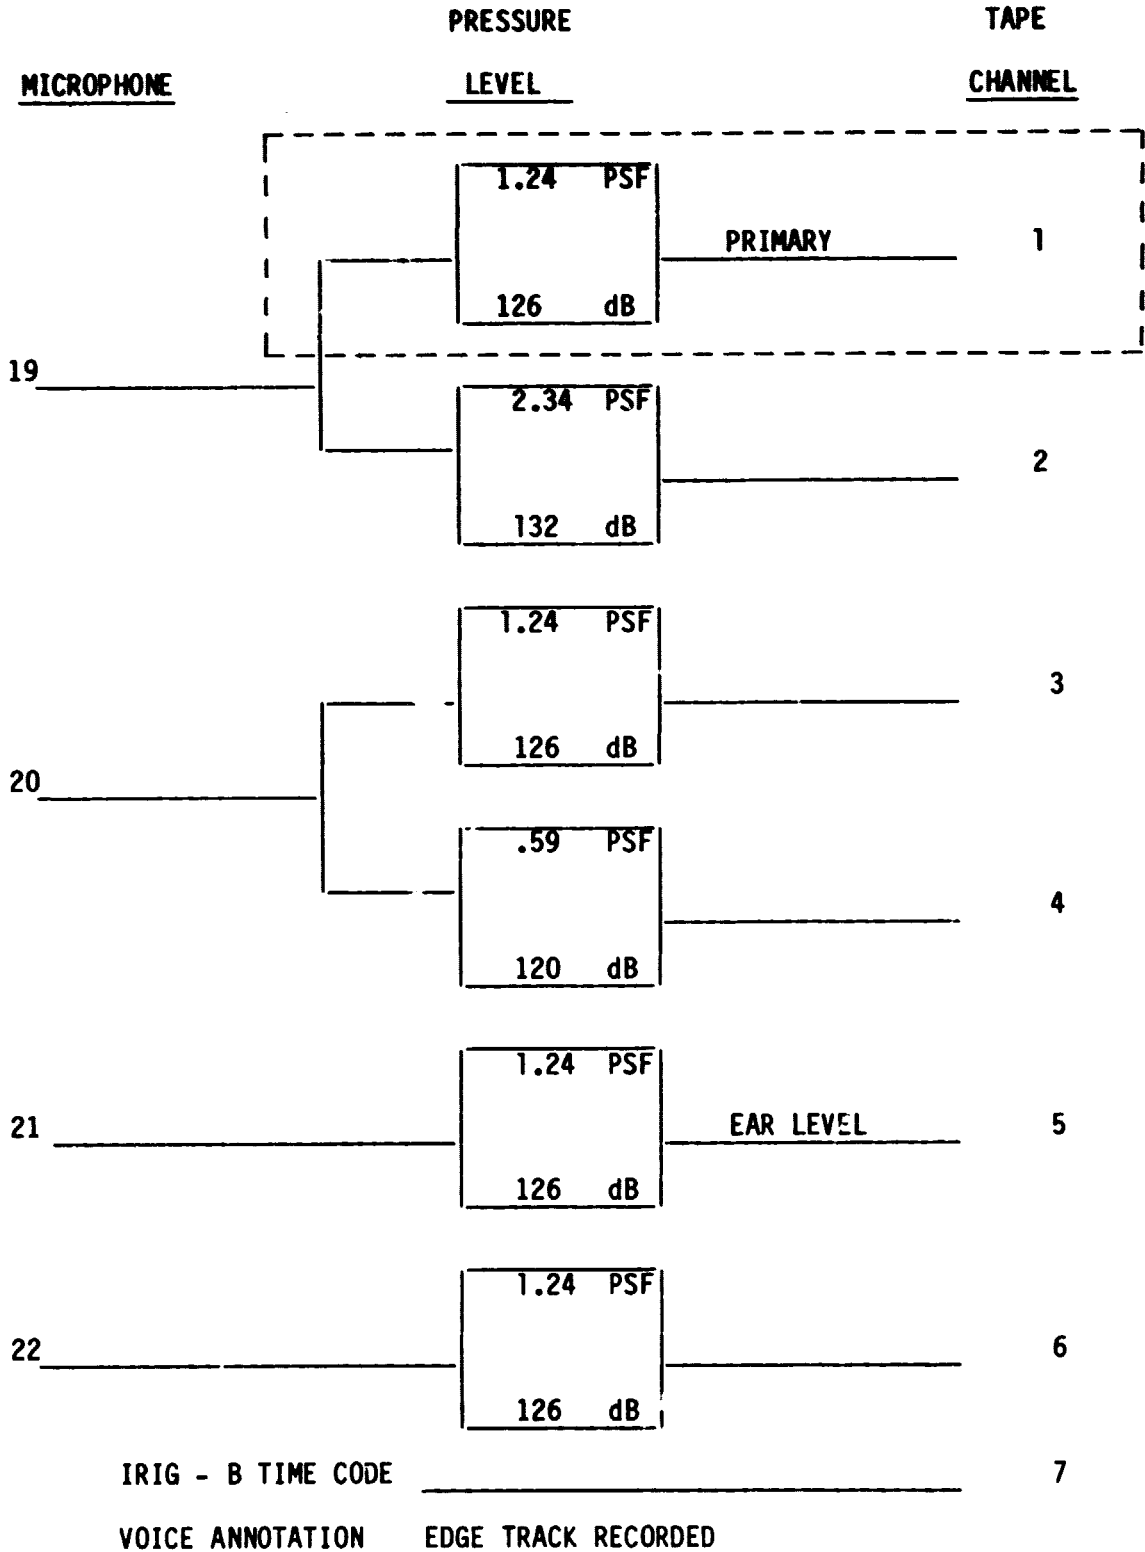 PRESSURE TAPE
MICROPHONE LEVEL CHANNEL
1.24 PSF
PRIMARY 1
126 dB
19
2.34 PSF
2
132 dB
1.24 PSF
3
126 dB
20
.59 PSF
4
120 dB
1.24 PSF
21 EAR LEVEL 5
126 dB
1.24 PSF
22 6
126 dB
IRIG - B TIME CODE 7
VOICE ANNOTATION EDGE TRACK RECORDED